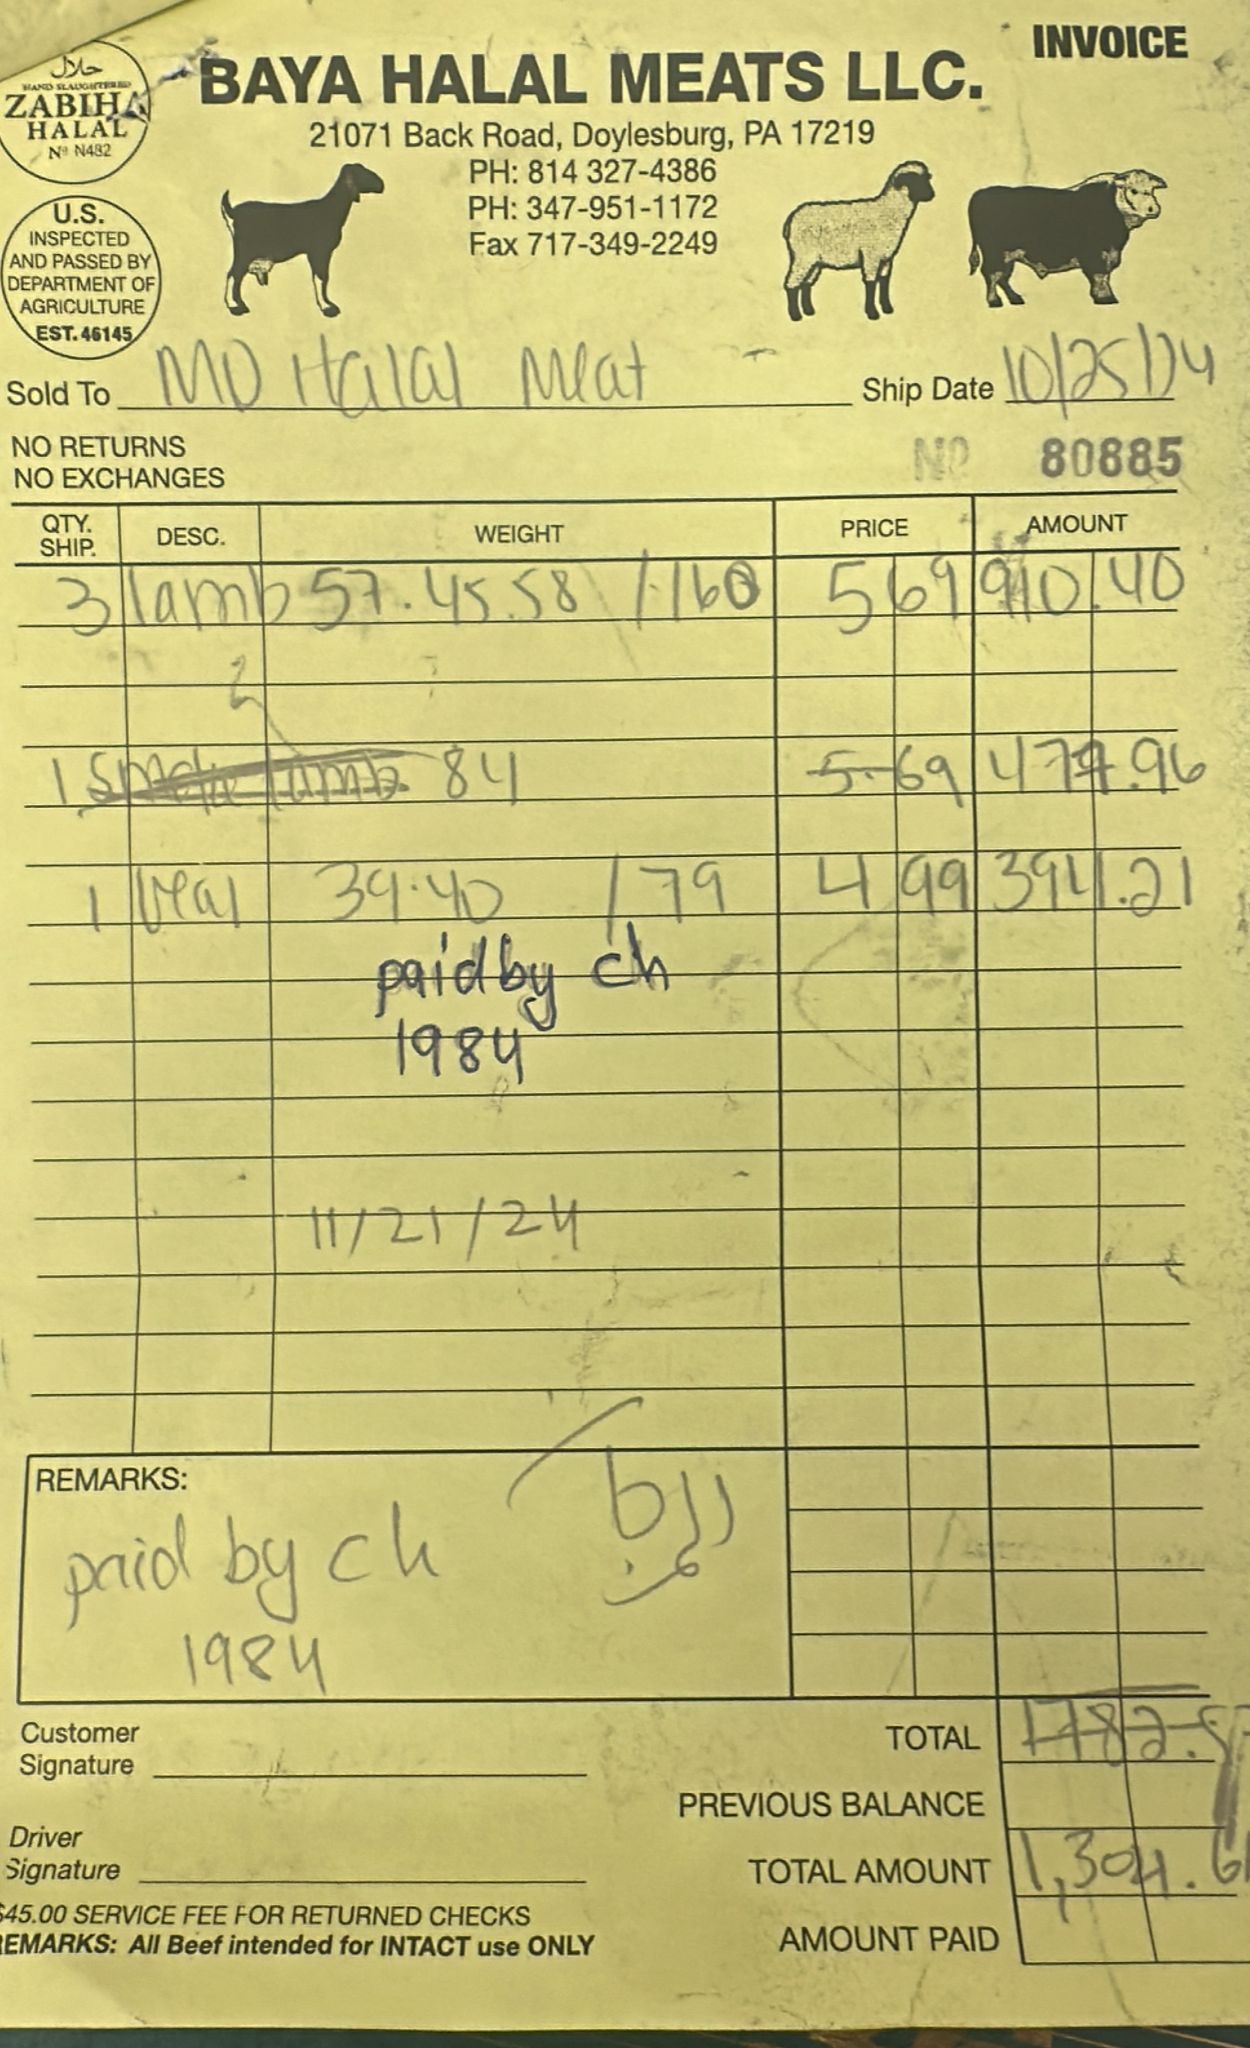 INVOICE
حلال
HAND SLAUGHTERED
ZABIHA
HALAL
Nº N482
BAYA HALAL MEATS LLC.
21071 Back Road, Doylesburg, PA 17219
PH: 814 327-4386
PH: 347-951-1172
Fax 717-349-2249
U.S.
INSPECTED
AND PASSED BY
DEPARTMENT OF
AGRICULTURE
EST. 46145
Sold To MD Halal Meat Ship Date 10/25/24
NO RETURNS
NO EXCHANGES
Nº 80885
QTY. SHIP. DESC. WEIGHT PRICE AMOUNT
3 lamb 57.45.58 / 160 5 69 910.40
1 lamb 84 5.69 477.96
1 veal 39.40 / 79 4 99 394.21
paid by ch
1984
11/21/24
REMARKS:
paid by ch
1984
Customer
Signature
TOTAL 1782.57
PREVIOUS BALANCE
Driver
Signature
TOTAL AMOUNT 1,304.61
AMOUNT PAID
$45.00 SERVICE FEE FOR RETURNED CHECKS
REMARKS: All Beef intended for INTACT use ONLY